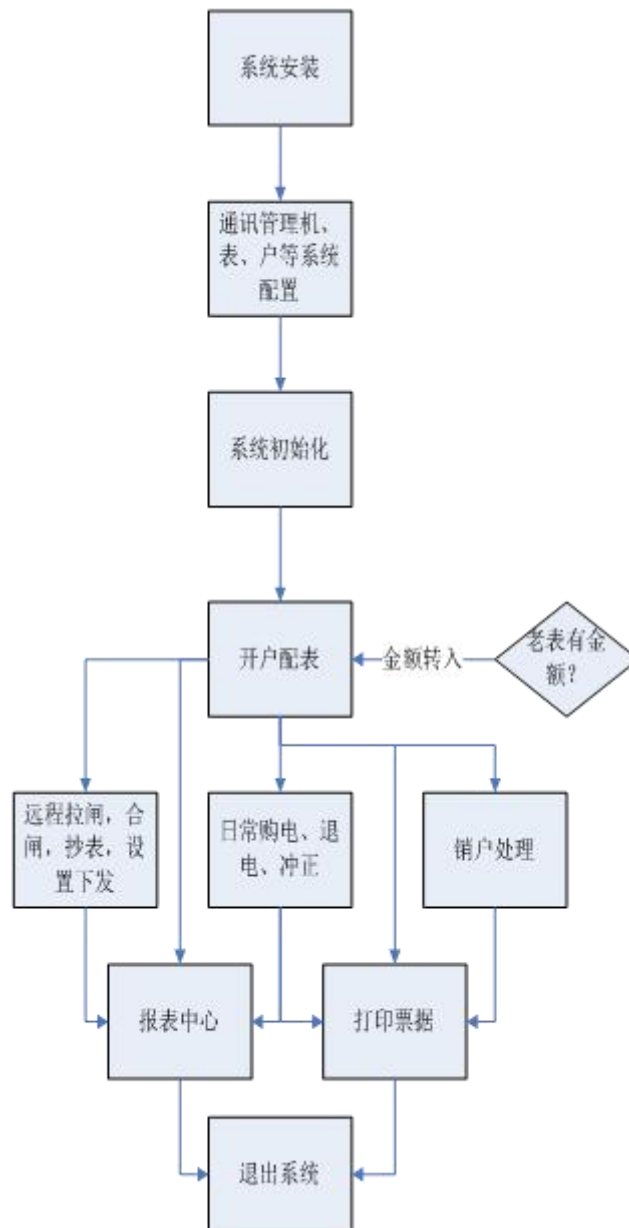 系统安装
通讯管理机、
表、户等系统
配置
系统初始化
开户配表
金额转入
老表有金
额?
远程拉闸，合
闸，抄表，设
置下发
日常购电、退
电、冲正
销户处理
报表中心
打印票据
退出系统